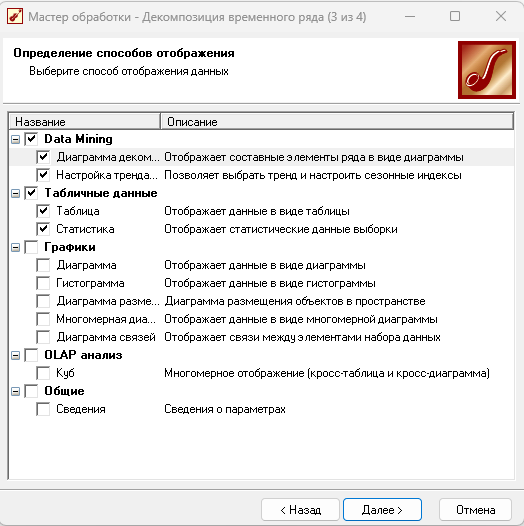 Мастер обработки - Декомпозиция временного ряда (3 из 4)
Определение способов отображения
Выберите способ отображения данных
Название Описание
Data Mining
Диаграмма деком... Отображает составные элементы ряда в виде диаграммы
Настройка тренда... Позволяет выбрать тренд и настроить сезонные индексы
Табличные данные
Таблица Отображает данные в виде таблицы
Статистика Отображает статистические данные выборки
Графики
Диаграмма Отображает данные в виде диаграммы
Гистограмма Отображает данные в виде гистограммы
Диаграмма разме... Диаграмма размещения объектов в пространстве
Многомерная диа... Отображает данные в виде многомерной диаграммы
Диаграмма связей Отображает связи между элементами набора данных
OLAP анализ
Куб Многомерное отображение (кросс-таблица и кросс-диаграмма)
Общие
Сведения Сведения о параметрах
< Назад Далее > Отмена